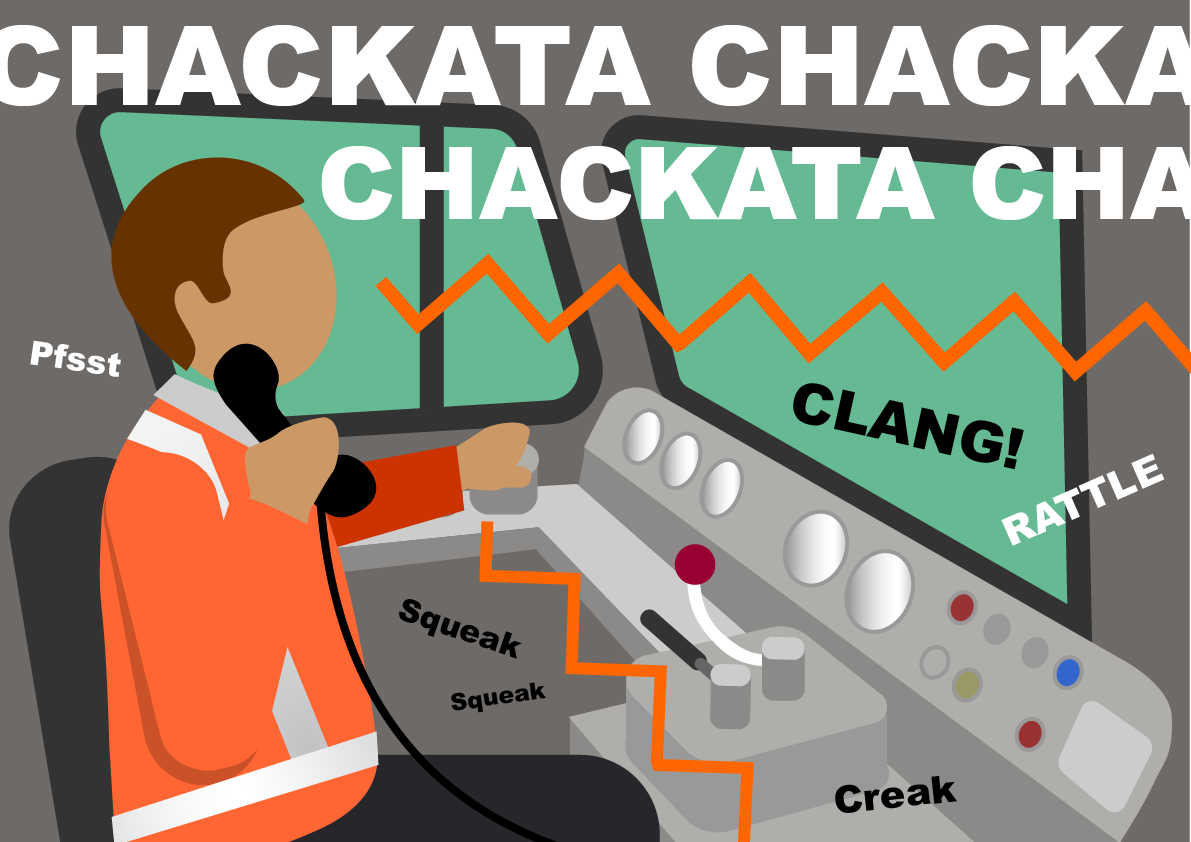 CHACKATA CHACKA
CHACKATA CHA
Pfsst
CLANG!
RATTLE
Squeak
Squeak
Creak